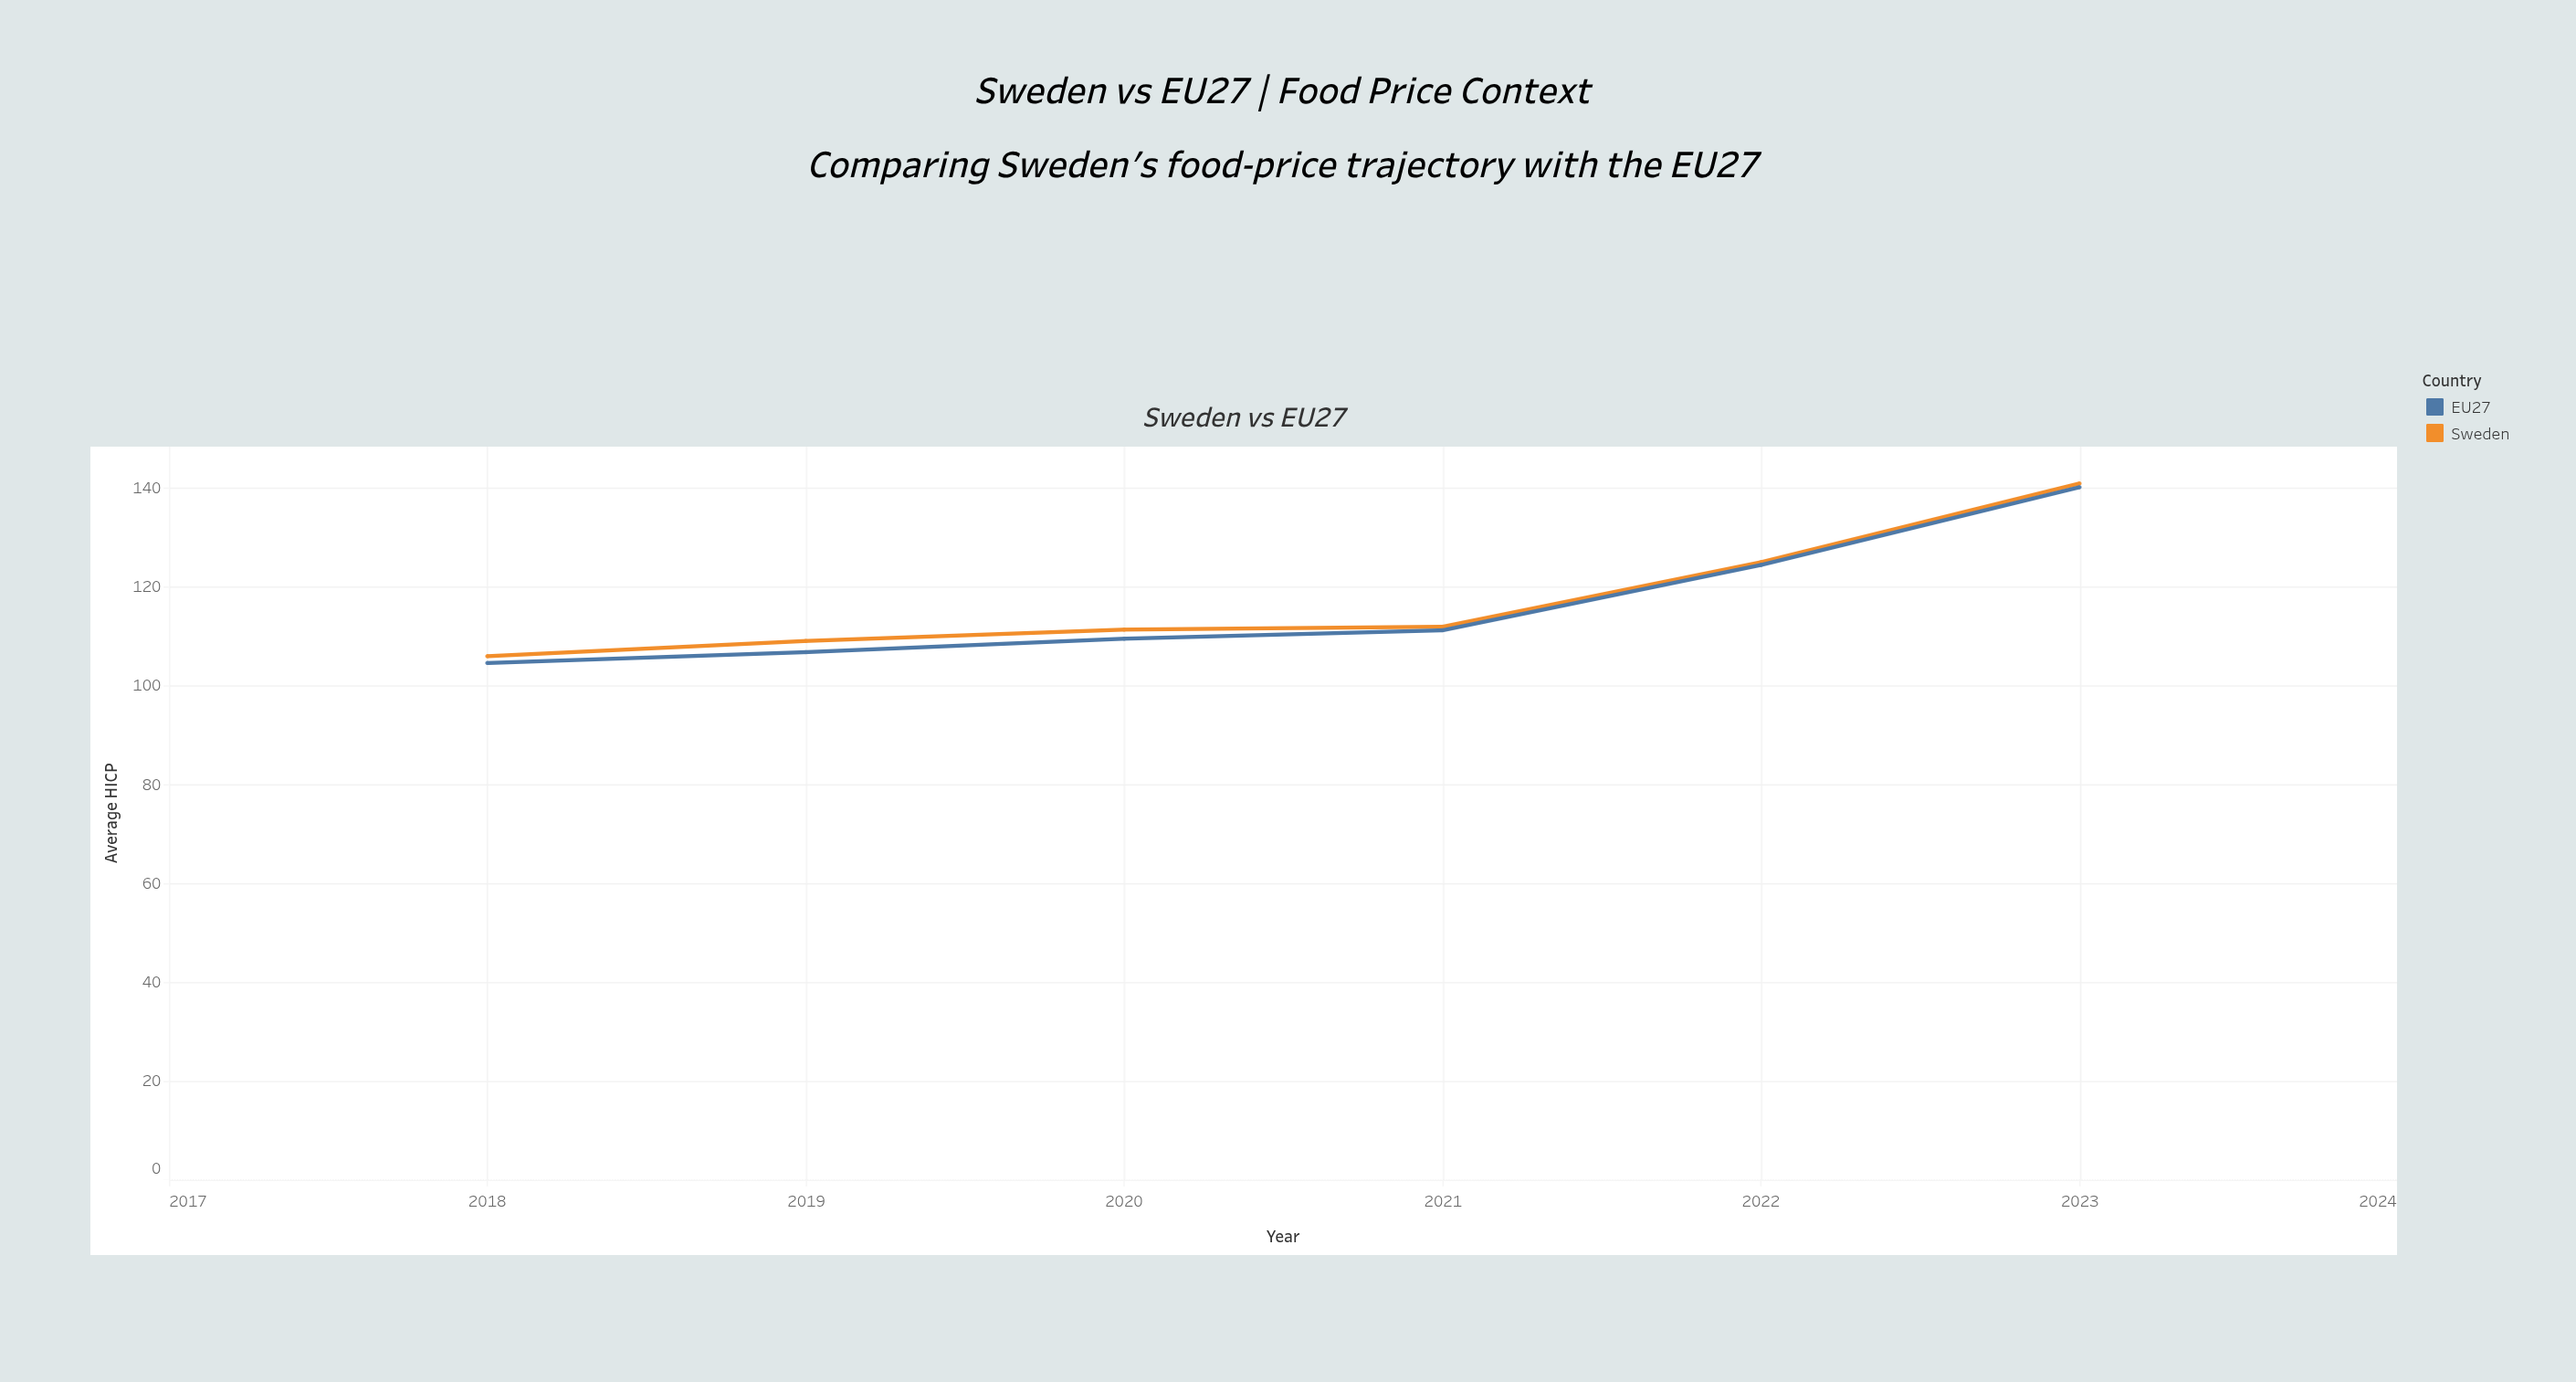 Sweden vs EU27 | Food Price Context
Comparing Sweden’s food-price trajectory with the EU27
Country
EU27
Sweden
Sweden vs EU27
140
120
100
80
60
40
20
0
Average HICP
2017 2018 2019 2020 2021 2022 2023 2024
Year